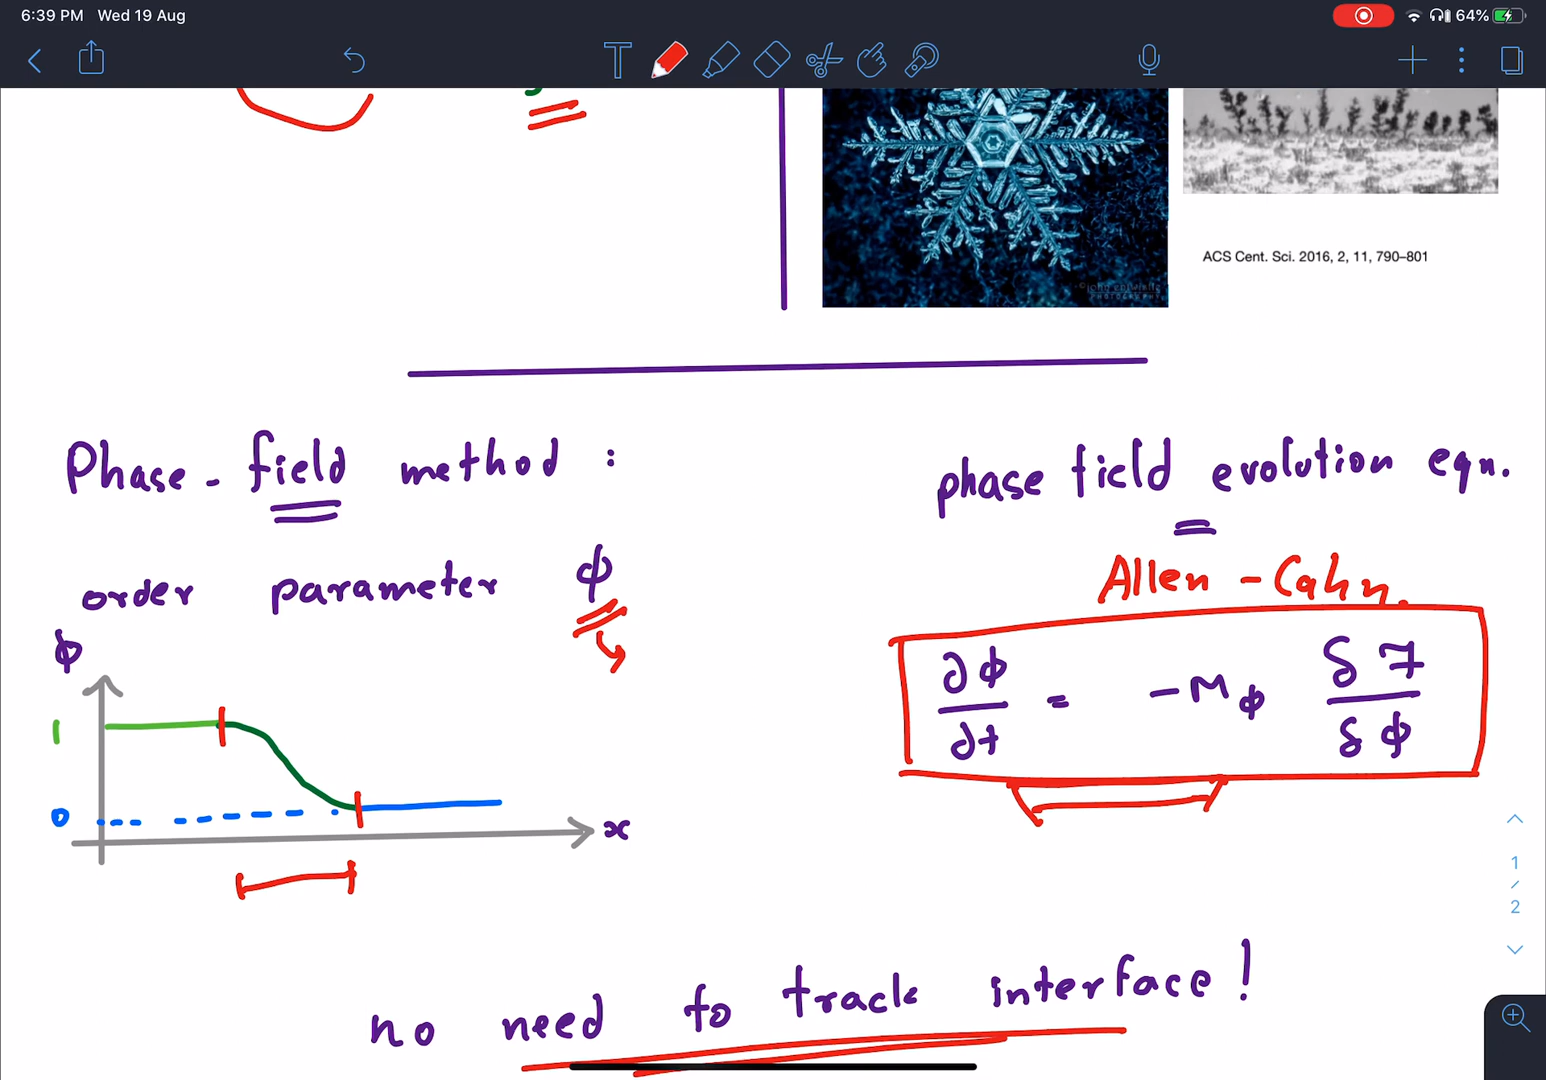 6:39 PM Wed 19 Aug
64%
T
ACS Cent. Sci. 2016, 2, 11, 790–801
Phase - field method :
phase field evolution eqn.
order parameter ϕ
Allen - Cahn.
∂ϕ/∂t = -M_ϕ δF/δϕ
ϕ
1
0
x
1
/
2
no need to track interface!